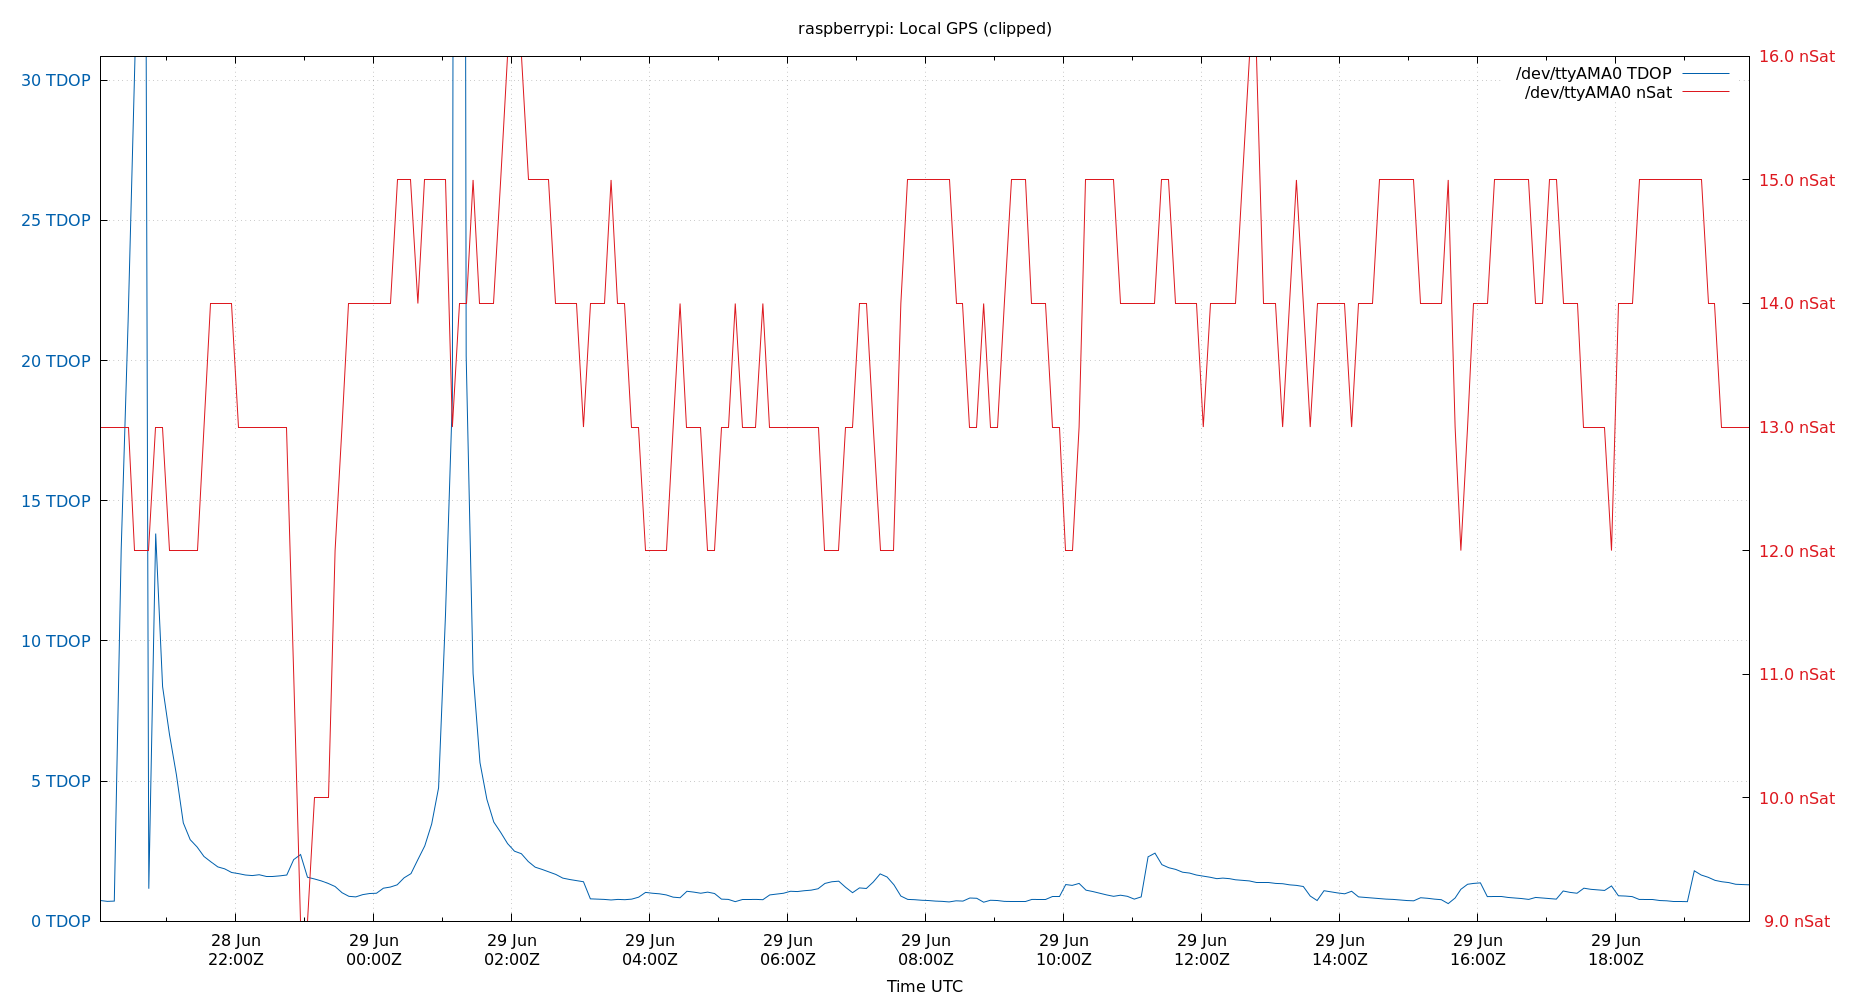 raspberrypi: Local GPS (clipped)
/dev/ttyAMA0 TDOP
/dev/ttyAMA0 nSat
30 TDOP
25 TDOP
20 TDOP
15 TDOP
10 TDOP
5 TDOP
0 TDOP
16.0 nSat
15.0 nSat
14.0 nSat
13.0 nSat
12.0 nSat
11.0 nSat
10.0 nSat
9.0 nSat
28 Jun
22:00Z
29 Jun
00:00Z
29 Jun
02:00Z
29 Jun
04:00Z
29 Jun
06:00Z
29 Jun
08:00Z
29 Jun
10:00Z
29 Jun
12:00Z
29 Jun
14:00Z
29 Jun
16:00Z
29 Jun
18:00Z
Time UTC